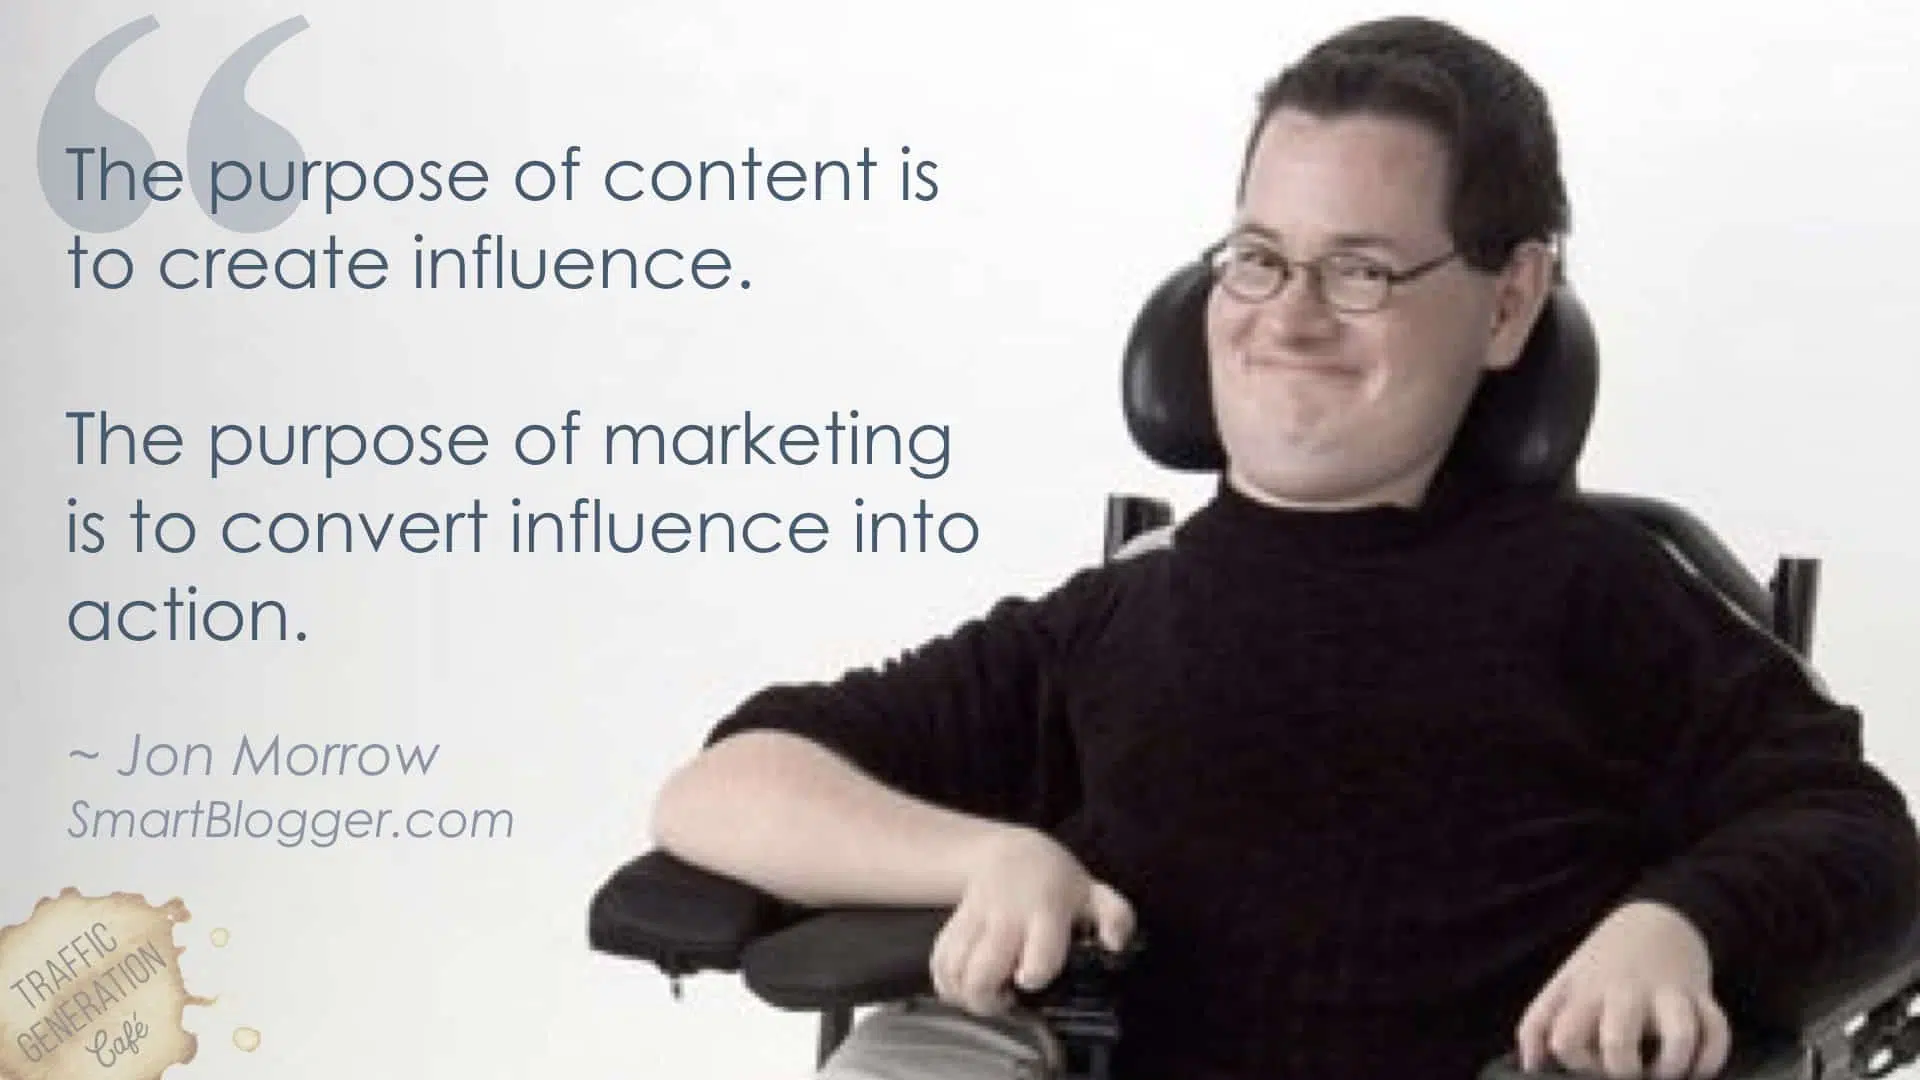 “
The purpose of content is
to create influence.
The purpose of marketing
is to convert influence into
action.
~ Jon Morrow
SmartBlogger.com
TRAFFIC
GENERATION
Café